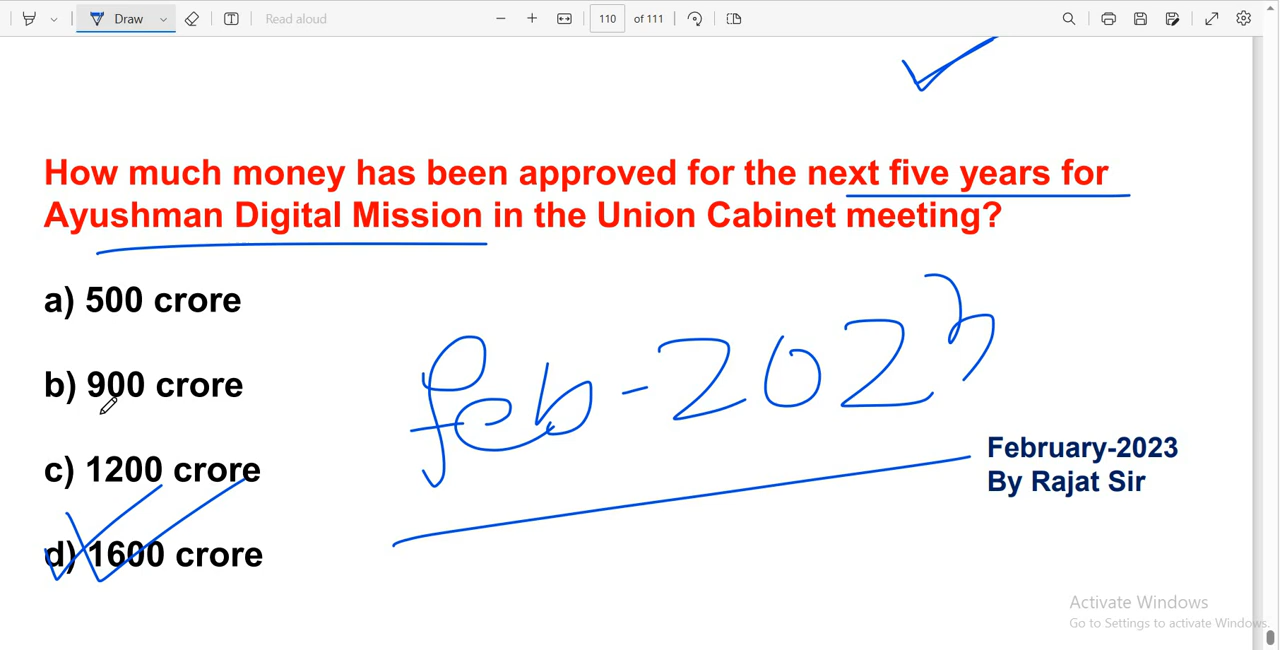 Draw
Read aloud
110 of 111
How much money has been approved for the next five years for
Ayushman Digital Mission in the Union Cabinet meeting?
a) 500 crore
b) 900 crore
c) 1200 crore
d) 1600 crore
feb-2023
February-2023
By Rajat Sir
Activate Windows
Go to Settings to activate Windows.